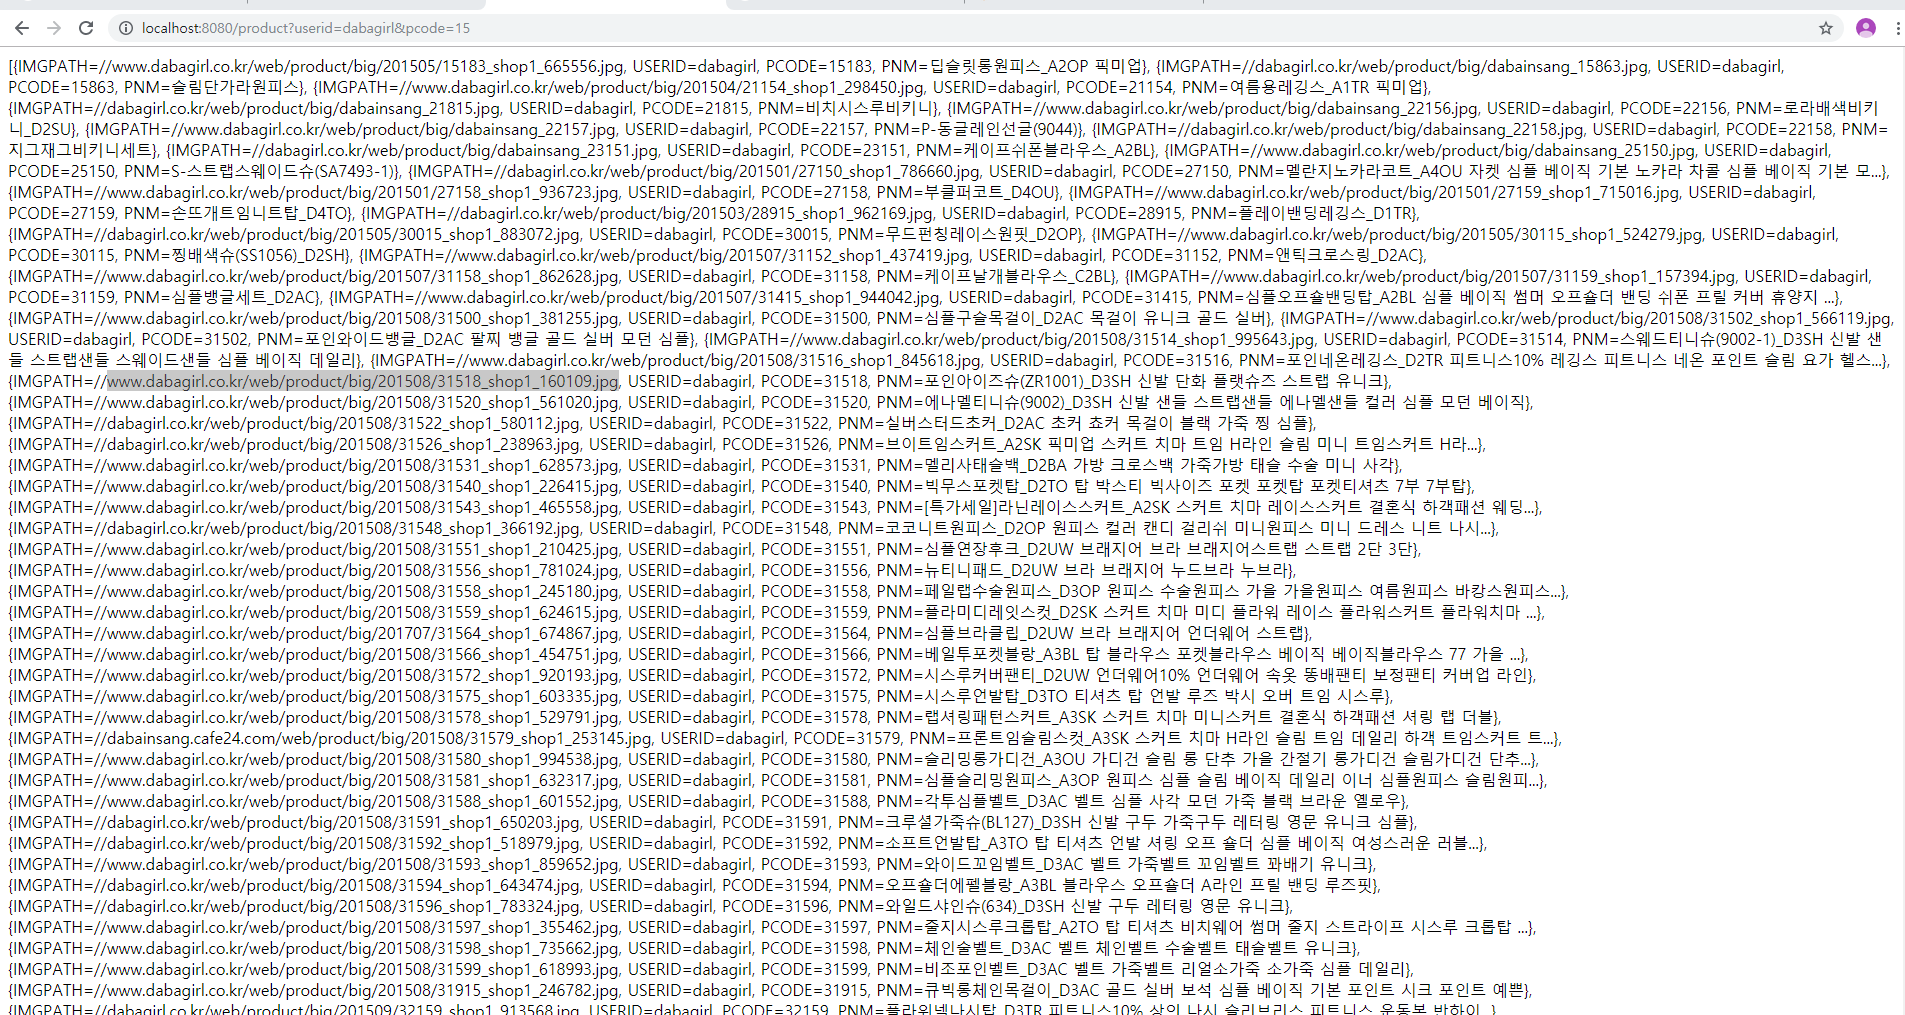 localhost:8080/product?userid=dabagirl&pcode=15
[{IMGPATH=//www.dabagirl.co.kr/web/product/big/201505/15183_shop1_665556.jpg, USERID=dabagirl, PCODE=15183, PNM=딥슬릿롱원피스_A2OP 픽미업}, {IMGPATH=//dabagirl.co.kr/web/product/big/dabainsang_15863.jpg, USERID=dabagirl,
PCODE=15863, PNM=슬림단가라원피스}, {IMGPATH=//www.dabagirl.co.kr/web/product/big/201504/21154_shop1_298450.jpg, USERID=dabagirl, PCODE=21154, PNM=여름용레깅스_A1TR 픽미업},
{IMGPATH=//dabagirl.co.kr/web/product/big/dabainsang_21815.jpg, USERID=dabagirl, PCODE=21815, PNM=비치시스루비키니}, {IMGPATH=//dabagirl.co.kr/web/product/big/dabainsang_22156.jpg, USERID=dabagirl, PCODE=22156, PNM=로라배색비키
니_D2SU}, {IMGPATH=//dabagirl.co.kr/web/product/big/dabainsang_22157.jpg, USERID=dabagirl, PCODE=22157, PNM=P-동글레인선글(9044)}, {IMGPATH=//dabagirl.co.kr/web/product/big/dabainsang_22158.jpg, USERID=dabagirl, PCODE=22158, PNM=
지그재그비키니세트}, {IMGPATH=//dabagirl.co.kr/web/product/big/dabainsang_23151.jpg, USERID=dabagirl, PCODE=23151, PNM=케이프쉬폰블라우스_A2BL}, {IMGPATH=//dabagirl.co.kr/web/product/big/dabainsang_25150.jpg, USERID=dabagirl,
PCODE=25150, PNM=S-스트랩스웨이드슈(SA7493-1)}, {IMGPATH=//dabagirl.co.kr/web/product/big/201501/27150_shop1_786660.jpg, USERID=dabagirl, PCODE=27150, PNM=멜란지노카라코트_A4OU 자켓 심플 베이직 기본 노카라 차콜 심플 베이직 기본 모...},
{IMGPATH=//www.dabagirl.co.kr/web/product/big/201501/27158_shop1_936723.jpg, USERID=dabagirl, PCODE=27158, PNM=부클퍼코트_D4OU}, {IMGPATH=//www.dabagirl.co.kr/web/product/big/201501/27159_shop1_715016.jpg, USERID=dabagirl,
PCODE=27159, PNM=손뜨개트임니트탑_D4TO}, {IMGPATH=//www.dabagirl.co.kr/web/product/big/201503/28915_shop1_962169.jpg, USERID=dabagirl, PCODE=28915, PNM=플레이밴딩레깅스_D1TR},
{IMGPATH=//dabagirl.co.kr/web/product/big/201505/30015_shop1_883072.jpg, USERID=dabagirl, PCODE=30015, PNM=무드펀칭레이스원핏_D2OP}, {IMGPATH=//www.dabagirl.co.kr/web/product/big/201505/30115_shop1_524279.jpg, USERID=dabagirl,
PCODE=30115, PNM=찡배색슈(SS1056)_D2SH}, {IMGPATH=//www.dabagirl.co.kr/web/product/big/201507/31152_shop1_437419.jpg, USERID=dabagirl, PCODE=31152, PNM=앤틱크로스링_D2AC},
{IMGPATH=//www.dabagirl.co.kr/web/product/big/201507/31158_shop1_862628.jpg, USERID=dabagirl, PCODE=31158, PNM=케이프날개블라우스_C2BL}, {IMGPATH=//www.dabagirl.co.kr/web/product/big/201507/31159_shop1_157394.jpg, USERID=dabagirl,
PCODE=31159, PNM=심플뱅글세트_D2AC}, {IMGPATH=//www.dabagirl.co.kr/web/product/big/201507/31415_shop1_944042.jpg, USERID=dabagirl, PCODE=31415, PNM=심플오프숄밴딩탑_A2BL 심플 베이직 썸머 오프숄더 밴딩 쉬폰 프릴 커버 휴양지 ...},
{IMGPATH=//www.dabagirl.co.kr/web/product/big/201508/31500_shop1_381255.jpg, USERID=dabagirl, PCODE=31500, PNM=심플구슬목걸이_D2AC 목걸이 유니크 골드 실버}, {IMGPATH=//www.dabagirl.co.kr/web/product/big/201508/31502_shop1_566119.jpg,
USERID=dabagirl, PCODE=31502, PNM=포인와이드뱅글_D2AC 팔찌 뱅글 골드 실버 모던 심플}, {IMGPATH=//www.dabagirl.co.kr/web/product/big/201508/31514_shop1_995643.jpg, USERID=dabagirl, PCODE=31514, PNM=스웨드티니슈(9002-1)_D3SH 신발 샌
들 스트랩샌들 스웨이드샌들 심플 베이직 데일리}, {IMGPATH=//www.dabagirl.co.kr/web/product/big/201508/31516_shop1_845618.jpg, USERID=dabagirl, PCODE=31516, PNM=포인네온레깅스_D2TR 피트니스10% 레깅스 피트니스 네온 포인트 슬림 요가 헬스...},
{IMGPATH=//www.dabagirl.co.kr/web/product/big/201508/31518_shop1_160109.jpg, USERID=dabagirl, PCODE=31518, PNM=포인아이즈슈(ZR1001)_D3SH 신발 단화 플랫슈즈 스트랩 유니크},
{IMGPATH=//www.dabagirl.co.kr/web/product/big/201508/31520_shop1_561020.jpg, USERID=dabagirl, PCODE=31520, PNM=에나멜티니슈(9002)_D3SH 신발 샌들 스트랩샌들 에나멜샌들 컬러 심플 모던 베이직},
{IMGPATH=//www.dabagirl.co.kr/web/product/big/201508/31522_shop1_580112.jpg, USERID=dabagirl, PCODE=31522, PNM=실버스터드초커_D2AC 초커 쵸커 목걸이 블랙 가죽 찡 심플},
{IMGPATH=//www.dabagirl.co.kr/web/product/big/201508/31526_shop1_238963.jpg, USERID=dabagirl, PCODE=31526, PNM=브이트임스커트_A2SK 픽미업 스커트 치마 트임 H라인 슬림 미니 트임스커트 H라...},
{IMGPATH=//www.dabagirl.co.kr/web/product/big/201508/31531_shop1_628573.jpg, USERID=dabagirl, PCODE=31531, PNM=멜리사태슬백_D2BA 가방 크로스백 가죽가방 태슬 수술 미니 사각},
{IMGPATH=//www.dabagirl.co.kr/web/product/big/201508/31540_shop1_226415.jpg, USERID=dabagirl, PCODE=31540, PNM=빅무스포켓탑_D2TO 탑 박스티 빅사이즈 포켓 포켓탑 포켓티셔츠 7부 7부탑},
{IMGPATH=//www.dabagirl.co.kr/web/product/big/201508/31543_shop1_465558.jpg, USERID=dabagirl, PCODE=31543, PNM=[특가세일]라닌레이스스커트_A2SK 스커트 치마 레이스스커트 결혼식 하객패션 웨딩...},
{IMGPATH=//www.dabagirl.co.kr/web/product/big/201508/31548_shop1_366192.jpg, USERID=dabagirl, PCODE=31548, PNM=코코니트원피스_D2OP 원피스 컬러 캔디 걸리쉬 미니원피스 미니 드레스 니트 나시...},
{IMGPATH=//www.dabagirl.co.kr/web/product/big/201508/31551_shop1_210425.jpg, USERID=dabagirl, PCODE=31551, PNM=심플연장후크_D2UW 브래지어 브라 브래지어스트랩 스트랩 2단 3단},
{IMGPATH=//www.dabagirl.co.kr/web/product/big/201508/31556_shop1_781024.jpg, USERID=dabagirl, PCODE=31556, PNM=뉴티니패드_D2UW 브라 브래지어 누드브라 누브라},
{IMGPATH=//www.dabagirl.co.kr/web/product/big/201508/31558_shop1_245180.jpg, USERID=dabagirl, PCODE=31558, PNM=페일랩수술원피스_D3OP 원피스 수술원피스 가을 가을원피스 여름원피스 바캉스원피스...},
{IMGPATH=//www.dabagirl.co.kr/web/product/big/201508/31559_shop1_624615.jpg, USERID=dabagirl, PCODE=31559, PNM=플라미디레잇스컷_D2SK 스커트 치마 미디 플라워 레이스 플라워스커트 플라워치마 ...},
{IMGPATH=//www.dabagirl.co.kr/web/product/big/201707/31564_shop1_674867.jpg, USERID=dabagirl, PCODE=31564, PNM=심플브라클립_D2UW 브라 브래지어 언더웨어 스트랩},
{IMGPATH=//www.dabagirl.co.kr/web/product/big/201508/31566_shop1_454751.jpg, USERID=dabagirl, PCODE=31566, PNM=베일투포켓블랑_A3BL 탑 블라우스 포켓블라우스 베이직 베이직블라우스 77 가을 ...},
{IMGPATH=//www.dabagirl.co.kr/web/product/big/201508/31572_shop1_920193.jpg, USERID=dabagirl, PCODE=31572, PNM=시스루커버팬티_D2UW 언더웨어10% 언더웨어 속옷 똥배팬티 보정팬티 커버업 라인},
{IMGPATH=//www.dabagirl.co.kr/web/product/big/201508/31575_shop1_603335.jpg, USERID=dabagirl, PCODE=31575, PNM=시스루언발탑_D3TO 티셔츠 탑 언발 루즈 박시 오버 트임 시스루},
{IMGPATH=//www.dabagirl.co.kr/web/product/big/201508/31578_shop1_529791.jpg, USERID=dabagirl, PCODE=31578, PNM=랩셔링패턴스커트_A3SK 스커트 치마 미니스커트 결혼식 하객패션 셔링 랩 더블},
{IMGPATH=//dabainsang.cafe24.com/web/product/big/201508/31579_shop1_253145.jpg, USERID=dabagirl, PCODE=31579, PNM=프론트임슬림스컷_A3SK 스커트 치마 H라인 슬림 트임 데일리 하객 트임스커트 트...},
{IMGPATH=//www.dabagirl.co.kr/web/product/big/201508/31580_shop1_994538.jpg, USERID=dabagirl, PCODE=31580, PNM=슬리밍롱가디건_A3OU 가디건 슬림 롱 단추 가을 간절기 롱가디건 슬림가디건 단추...},
{IMGPATH=//www.dabagirl.co.kr/web/product/big/201508/31581_shop1_632317.jpg, USERID=dabagirl, PCODE=31581, PNM=심플슬리밍원피스_A3OP 원피스 심플 슬림 베이직 데일리 이너 심플원피스 슬림원피...},
{IMGPATH=//www.dabagirl.co.kr/web/product/big/201508/31588_shop1_601552.jpg, USERID=dabagirl, PCODE=31588, PNM=각투심플벨트_D3AC 벨트 심플 사각 모던 가죽 블랙 브라운 옐로우},
{IMGPATH=//www.dabagirl.co.kr/web/product/big/201508/31591_shop1_650203.jpg, USERID=dabagirl, PCODE=31591, PNM=크루셜가죽슈(BL127)_D3SH 신발 구두 가죽구두 레터링 영문 유니크 심플},
{IMGPATH=//www.dabagirl.co.kr/web/product/big/201508/31592_shop1_518979.jpg, USERID=dabagirl, PCODE=31592, PNM=소프트언발탑_A3TO 탑 티셔츠 언발 셔링 오프 숄더 심플 베이직 여성스러운 러블...},
{IMGPATH=//www.dabagirl.co.kr/web/product/big/201508/31593_shop1_859652.jpg, USERID=dabagirl, PCODE=31593, PNM=와이드꼬임벨트_D3AC 벨트 가죽벨트 꼬임벨트 꽈배기 유니크},
{IMGPATH=//dabagirl.co.kr/web/product/big/201508/31594_shop1_643474.jpg, USERID=dabagirl, PCODE=31594, PNM=오프숄더에펠블랑_A3BL 블라우스 오프숄더 A라인 프릴 밴딩 루즈핏},
{IMGPATH=//dabagirl.co.kr/web/product/big/201508/31596_shop1_783324.jpg, USERID=dabagirl, PCODE=31596, PNM=와일드샤인슈(634)_D3SH 신발 구두 레터링 영문 유니크},
{IMGPATH=//www.dabagirl.co.kr/web/product/big/201508/31597_shop1_355462.jpg, USERID=dabagirl, PCODE=31597, PNM=줄지시스루크롭탑_A2TO 탑 티셔츠 비치웨어 썸머 줄지 스트라이프 시스루 크롭탑 ...},
{IMGPATH=//www.dabagirl.co.kr/web/product/big/201508/31598_shop1_735662.jpg, USERID=dabagirl, PCODE=31598, PNM=체인술벨트_D3AC 벨트 체인벨트 수술벨트 태슬벨트 유니크},
{IMGPATH=//www.dabagirl.co.kr/web/product/big/201508/31599_shop1_618993.jpg, USERID=dabagirl, PCODE=31599, PNM=비조포인벨트_D3AC 벨트 가죽벨트 리얼소가죽 소가죽 심플 데일리},
{IMGPATH=//www.dabagirl.co.kr/web/product/big/201508/31915_shop1_246782.jpg, USERID=dabagirl, PCODE=31915, PNM=큐빅롱체인목걸이_D3AC 골드 실버 보석 심플 베이직 기본 포인트 시크 포인트 예쁜},
{IMGPATH=//www.dabagirl.co.kr/web/product/big/201509/32159_shop1_913568.jpg, USERID=dabagirl, PCODE=32159, PNM=플라워넥나시탑_D3TR 피트니스10% 상의 나시 슬리브리스 피트니스 운동복